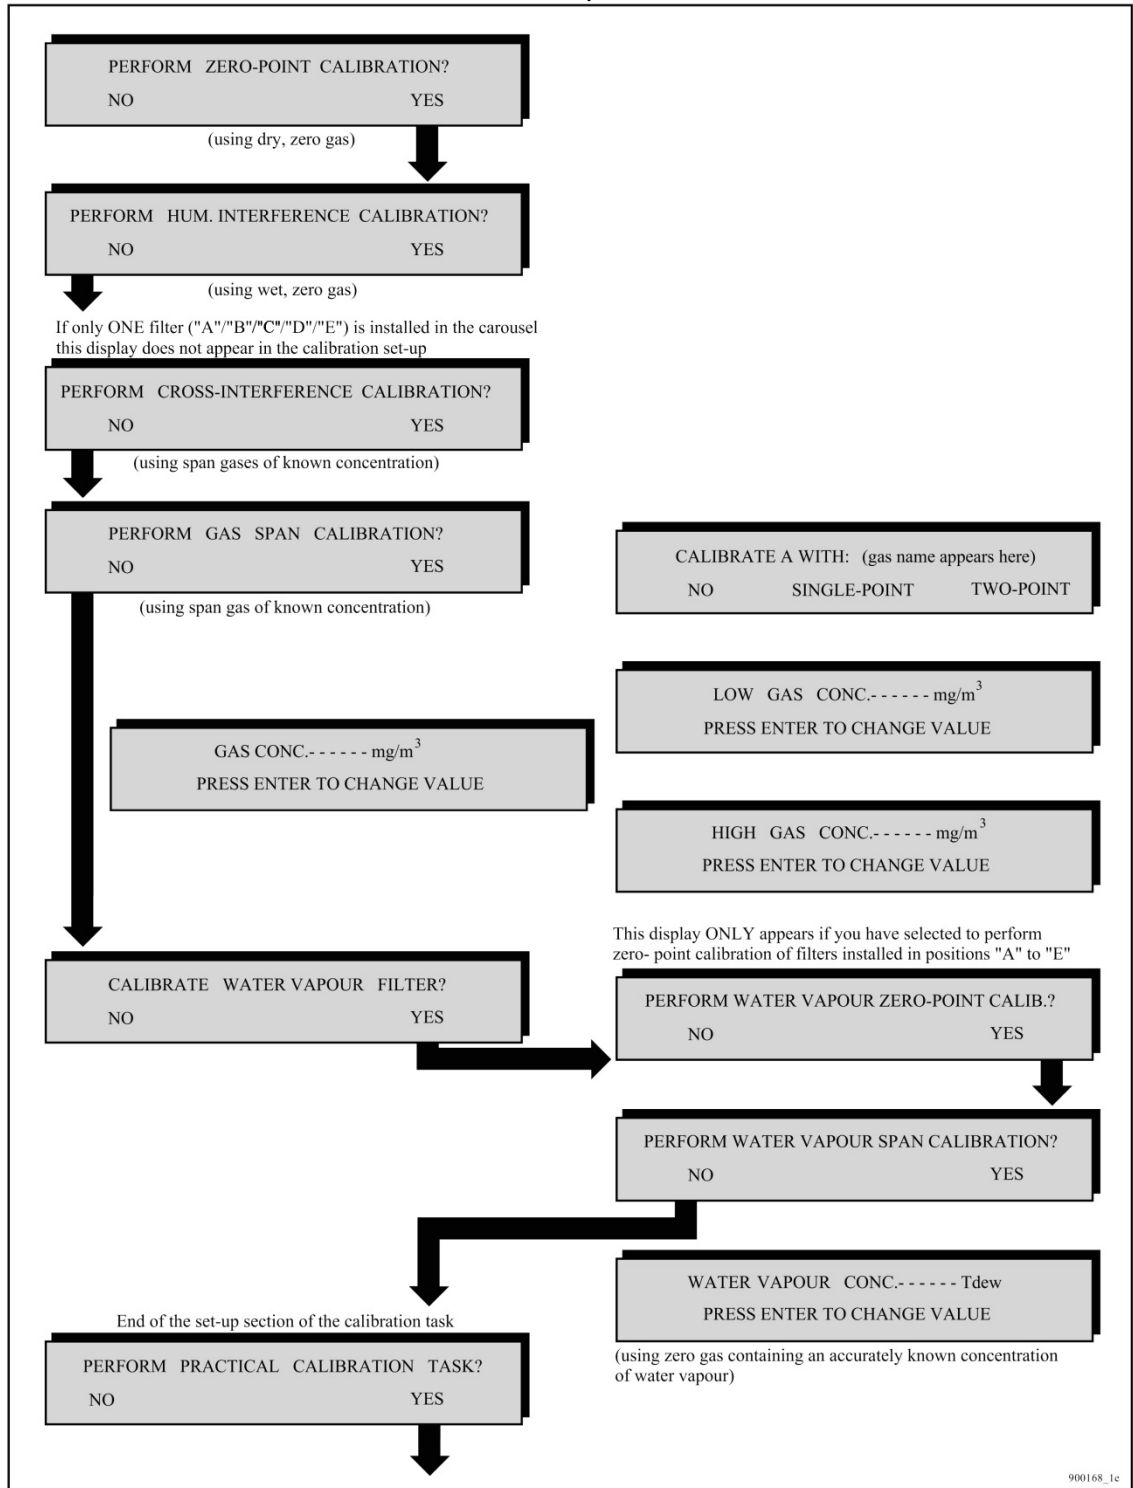 PERFORM ZERO-POINT CALIBRATION?
NO YES
(using dry, zero gas)
PERFORM HUM. INTERFERENCE CALIBRATION?
NO YES
(using wet, zero gas)
If only ONE filter ("A"/"B"/"C"/"D"/"E") is installed in the carousel
this display does not appear in the calibration set-up
PERFORM CROSS-INTERFERENCE CALIBRATION?
NO YES
(using span gases of known concentration)
PERFORM GAS SPAN CALIBRATION?
NO YES
(using span gas of known concentration)
CALIBRATE A WITH: (gas name appears here)
NO SINGLE-POINT TWO-POINT
LOW GAS CONC.- - - - - - mg/m³
PRESS ENTER TO CHANGE VALUE
GAS CONC.- - - - - - mg/m³
PRESS ENTER TO CHANGE VALUE
HIGH GAS CONC.- - - - - - mg/m³
PRESS ENTER TO CHANGE VALUE
CALIBRATE WATER VAPOUR FILTER?
NO YES
This display ONLY appears if you have selected to perform
zero- point calibration of filters installed in positions "A" to "E"
PERFORM WATER VAPOUR ZERO-POINT CALIB.?
NO YES
PERFORM WATER VAPOUR SPAN CALIBRATION?
NO YES
WATER VAPOUR CONC.- - - - - - Tdew
PRESS ENTER TO CHANGE VALUE
(using zero gas containing an accurately known concentration
of water vapour)
End of the set-up section of the calibration task
PERFORM PRACTICAL CALIBRATION TASK?
NO YES
900168_1e